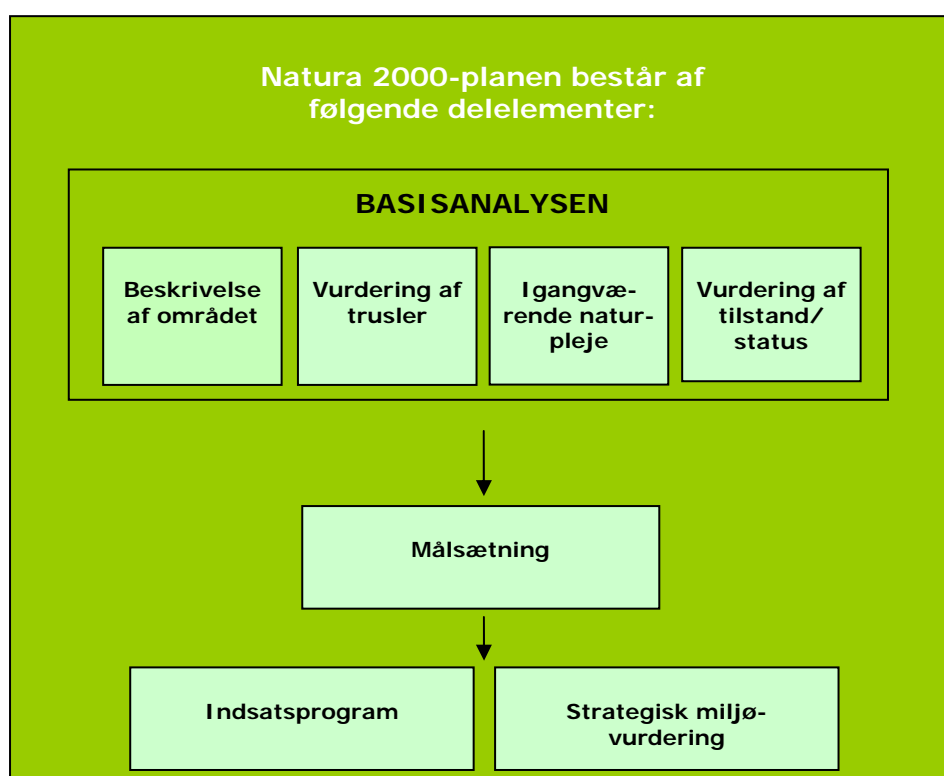 Natura 2000-planen består af
følgende delelementer:
BASISANALYSEN
Beskrivelse
af området
Vurdering af
trusler
Igangvæ-
rende natur-
pleje
Vurdering af
tilstand/
status
Målsætning
Indsatsprogram
Strategisk miljø-
vurdering